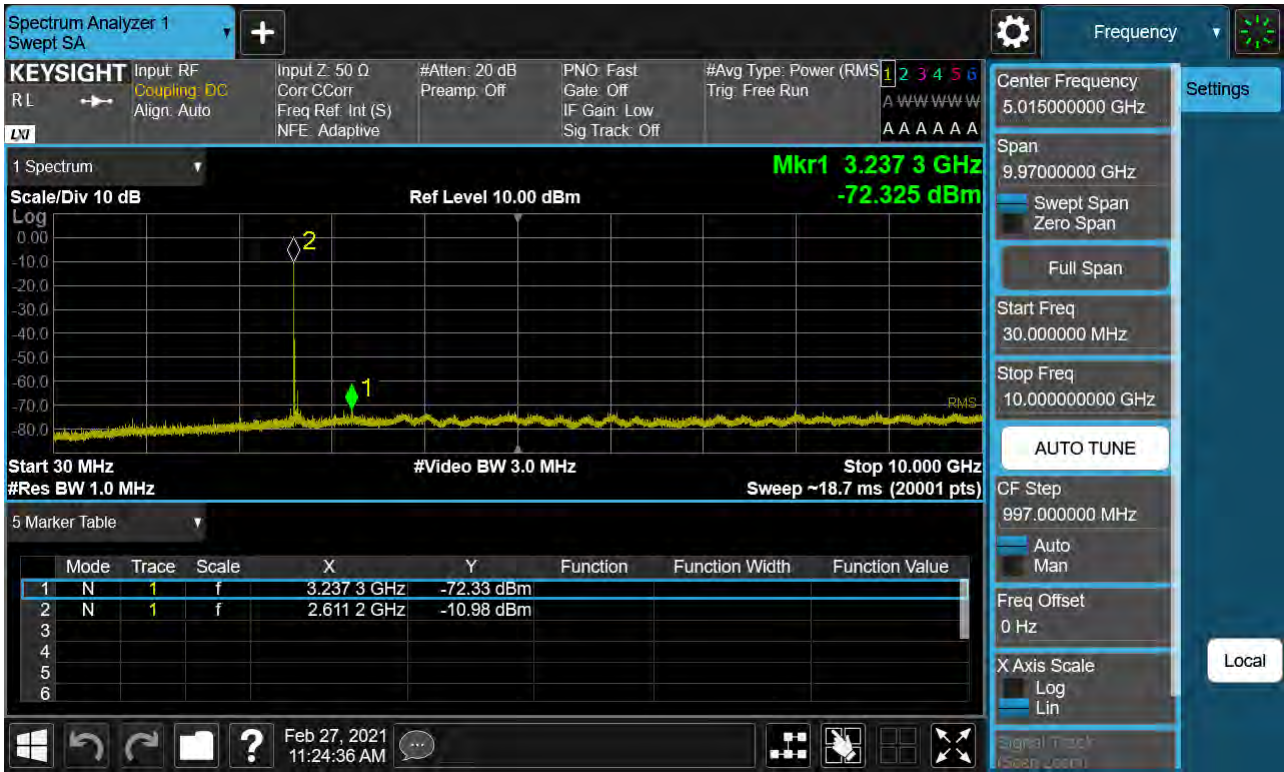 Spectrum Analyzer 1
Swept SA
Frequency
KEYSIGHT
R L
LXI
Input: RF
Coupling: DC
Align: Auto
Input Z: 50 Ω
Corr CCorr
Freq Ref: Int (S)
NFE: Adaptive
#Atten: 20 dB
Preamp: Off
PNO: Fast
Gate: Off
IF Gain: Low
Sig Track: Off
#Avg Type: Power (RMS
Trig: Free Run
1 2 3 4 5 6
A W W W W W
A A A A A A
1 Spectrum
Mkr1 3.237 3 GHz
Scale/Div 10 dB
Ref Level 10.00 dBm
-72.325 dBm
Log
0.00
-10.0
-20.0
-30.0
-40.0
-50.0
-60.0
-70.0
-80.0
2
1
RMS
Start 30 MHz
#Video BW 3.0 MHz
Stop 10.000 GHz
#Res BW 1.0 MHz
Sweep ~18.7 ms (20001 pts)
5 Marker Table
Mode Trace Scale X Y Function Function Width Function Value
1 N 1 f 3.237 3 GHz -72.33 dBm
2 N 1 f 2.611 2 GHz -10.98 dBm
3
4
5
6
Feb 27, 2021
11:24:36 AM
Center Frequency
5.015000000 GHz
Settings
Span
9.97000000 GHz
Swept Span
Zero Span
Full Span
Start Freq
30.000000 MHz
Stop Freq
10.000000000 GHz
AUTO TUNE
CF Step
997.000000 MHz
Auto
Man
Freq Offset
0 Hz
X Axis Scale
Log
Lin
Local
Signal Track
(Span Zoom)